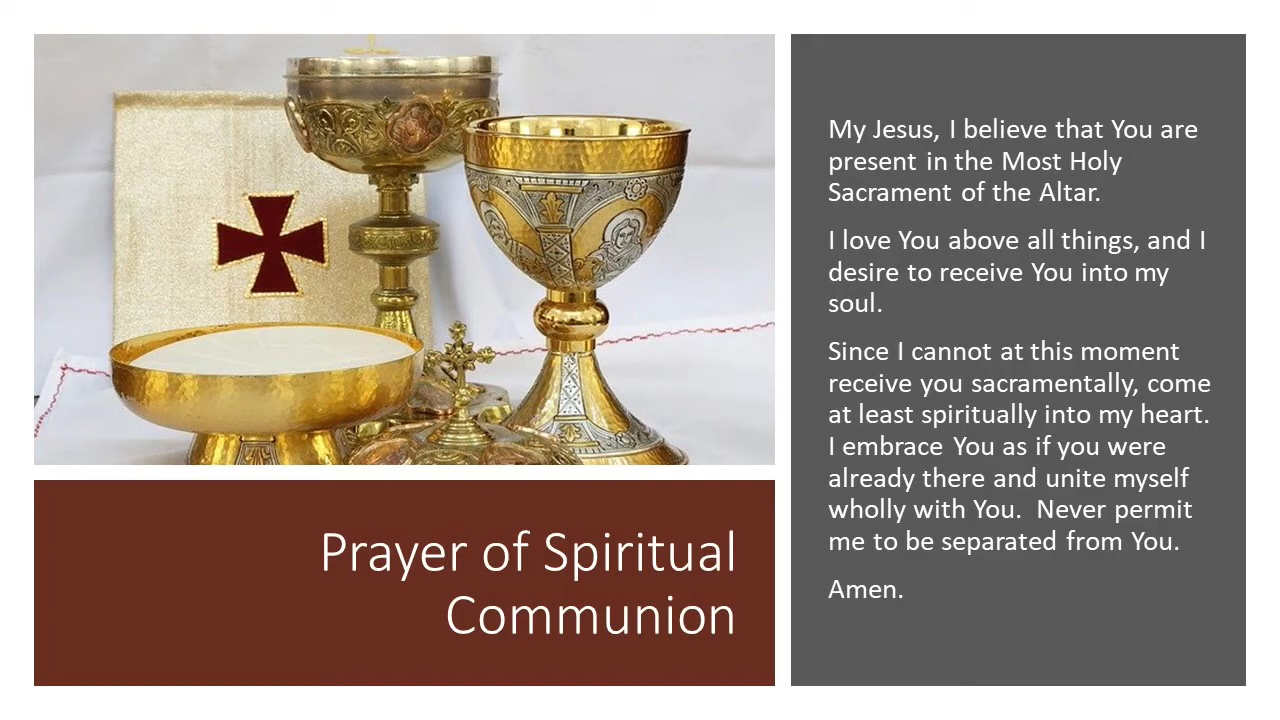 Prayer of Spiritual
Communion
My Jesus, I believe that You are
present in the Most Holy
Sacrament of the Altar.
I love You above all things, and I
desire to receive You into my
soul.
Since I cannot at this moment
receive you sacramentally, come
at least spiritually into my heart.
I embrace You as if you were
already there and unite myself
wholly with You.  Never permit
me to be separated from You.
Amen.